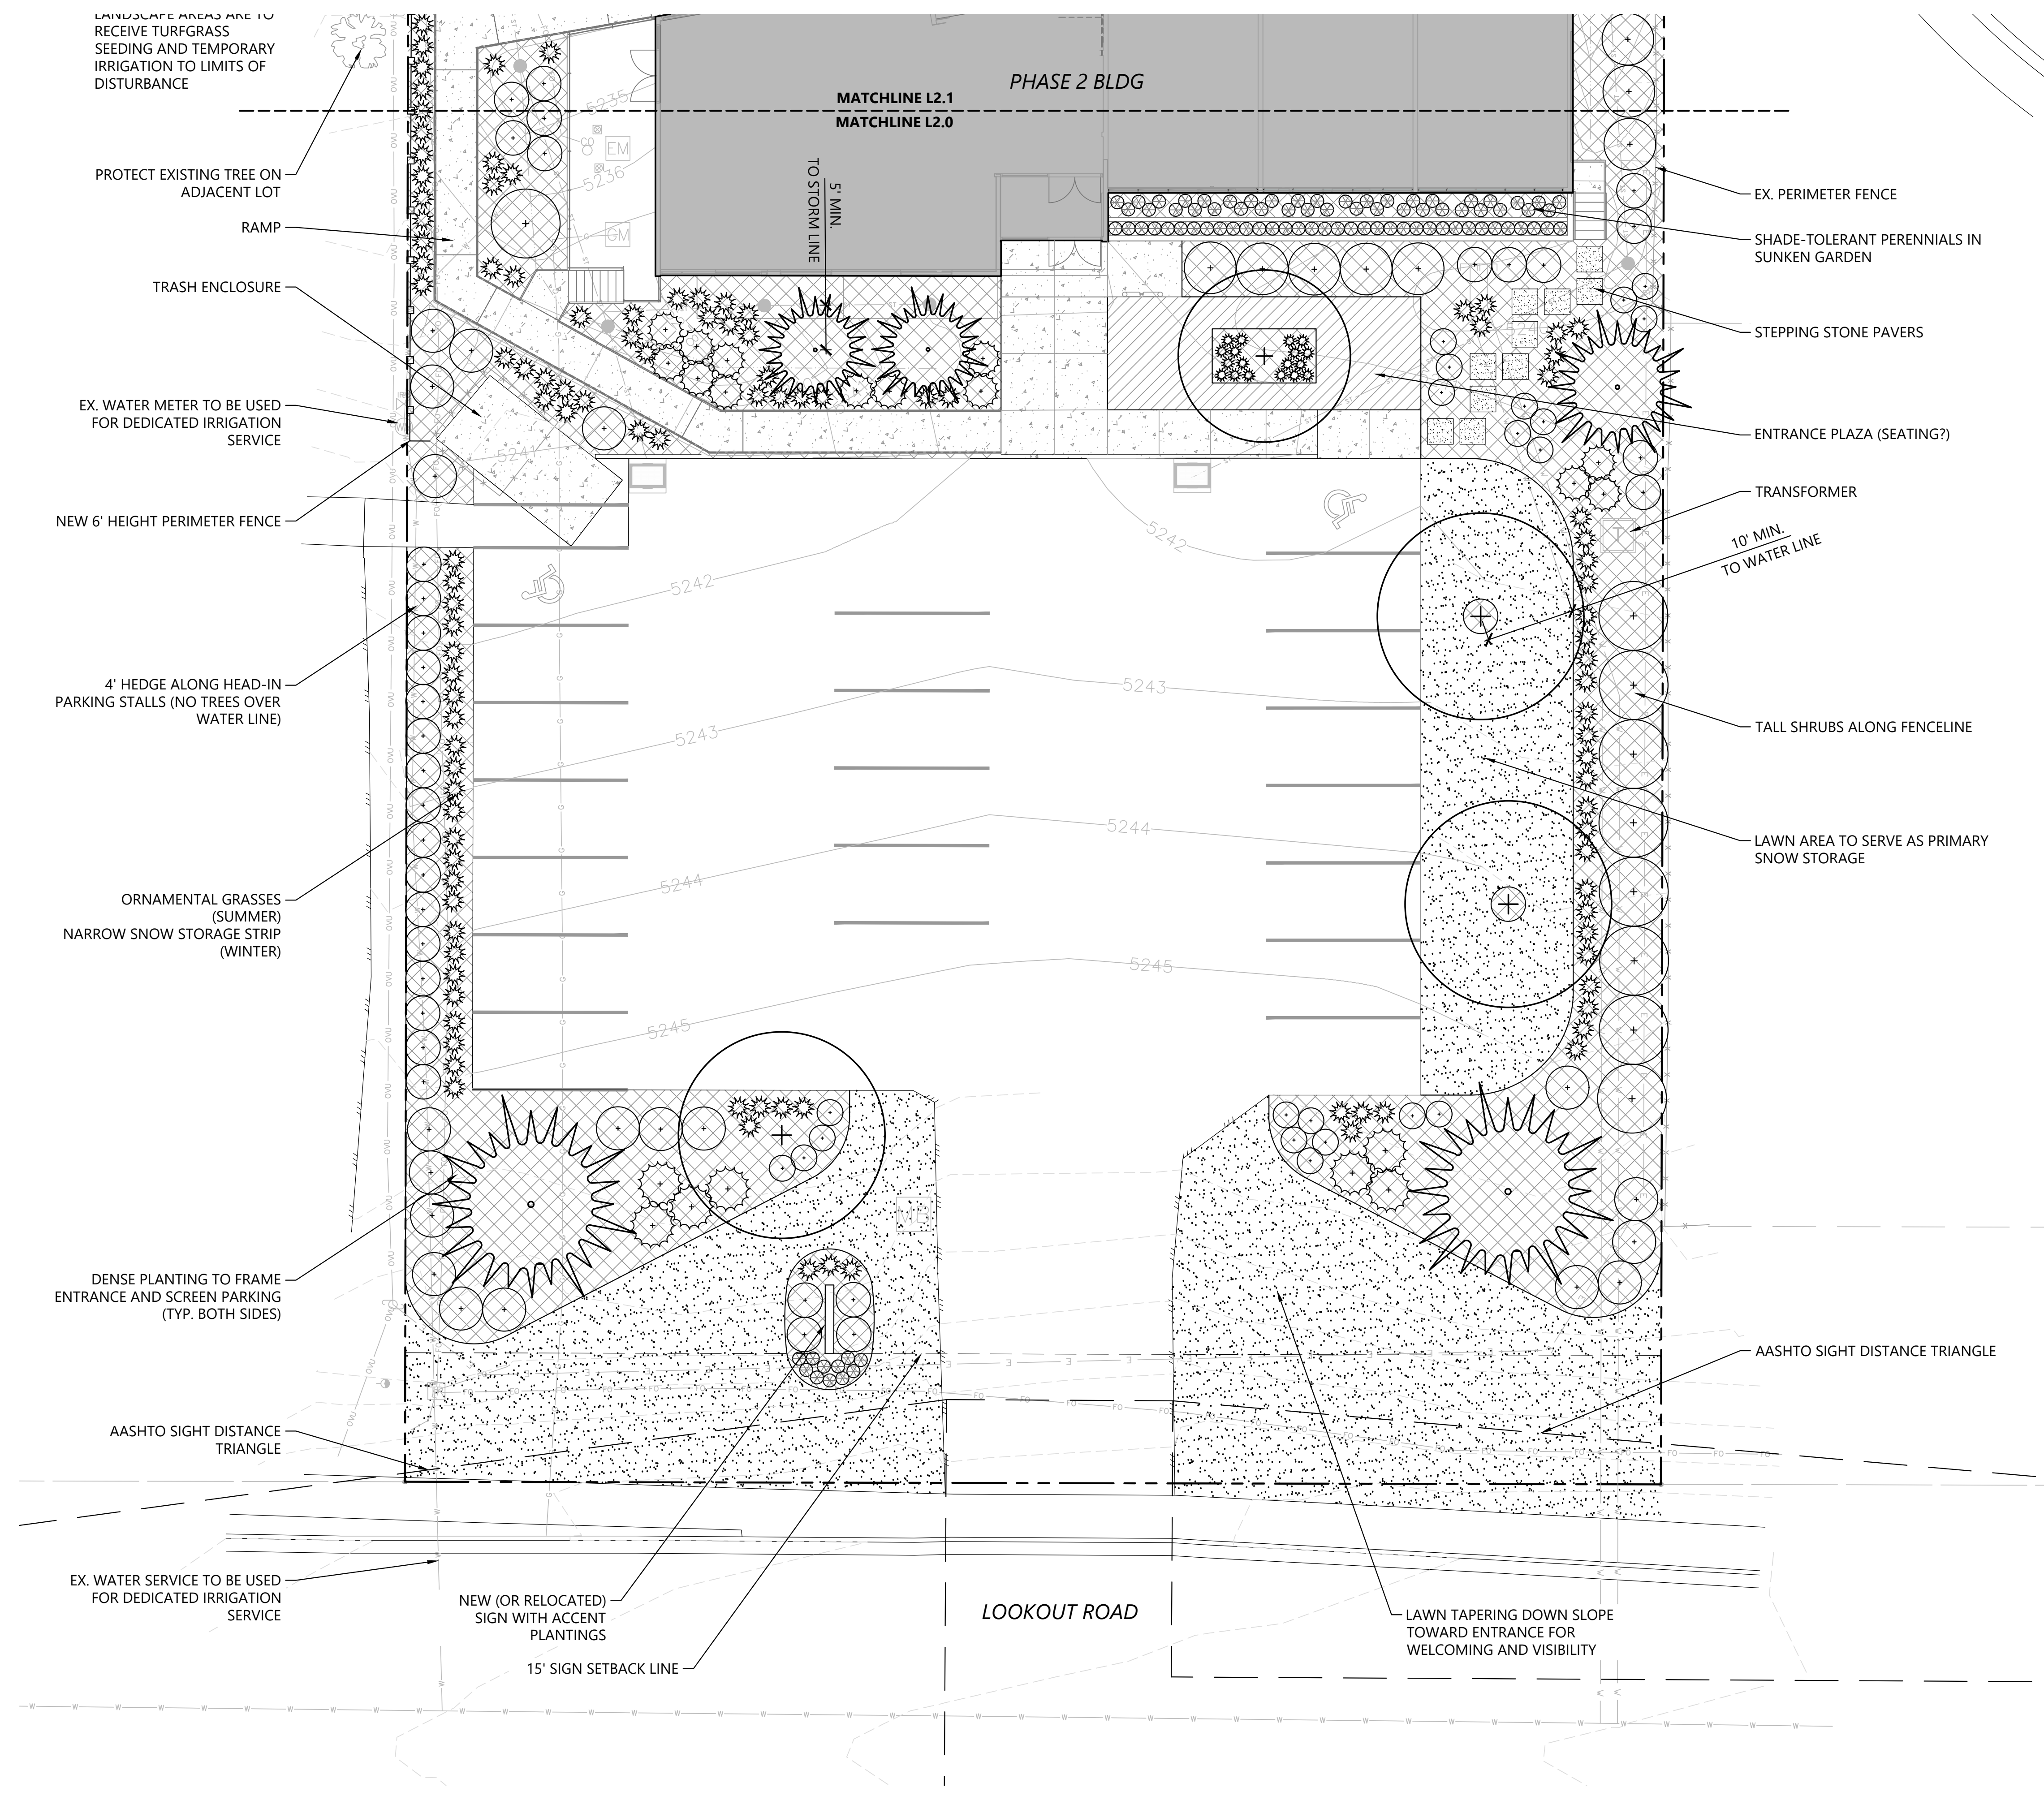 LANDSCAPE AREAS ARE TO
RECEIVE TURFGRASS
SEEDING AND TEMPORARY
IRRIGATION TO LIMITS OF
DISTURBANCE
PHASE 2 BLDG
MATCHLINE L2.1
MATCHLINE L2.0
PROTECT EXISTING TREE ON
ADJACENT LOT
RAMP
TRASH ENCLOSURE
EX. WATER METER TO BE USED
FOR DEDICATED IRRIGATION
SERVICE
NEW 6' HEIGHT PERIMETER FENCE
4' HEDGE ALONG HEAD-IN
PARKING STALLS (NO TREES OVER
WATER LINE)
ORNAMENTAL GRASSES
(SUMMER)
NARROW SNOW STORAGE STRIP
(WINTER)
DENSE PLANTING TO FRAME
ENTRANCE AND SCREEN PARKING
(TYP. BOTH SIDES)
AASHTO SIGHT DISTANCE
TRIANGLE
EX. WATER SERVICE TO BE USED
FOR DEDICATED IRRIGATION
SERVICE
5235
5236
CO
EM
GM
5' MIN.
TO STORM LINE
5241
5242
5242
5243
5243
5244
5244
5245
5245
MB
EX. PERIMETER FENCE
SHADE-TOLERANT PERENNIALS IN
SUNKEN GARDEN
STEPPING STONE PAVERS
ENTRANCE PLAZA (SEATING?)
TRANSFORMER
T
10' MIN.
TO WATER LINE
TALL SHRUBS ALONG FENCELINE
LAWN AREA TO SERVE AS PRIMARY
SNOW STORAGE
AASHTO SIGHT DISTANCE TRIANGLE
NEW (OR RELOCATED)
SIGN WITH ACCENT
PLANTINGS
15' SIGN SETBACK LINE
LOOKOUT ROAD
LAWN TAPERING DOWN SLOPE
TOWARD ENTRANCE FOR
WELCOMING AND VISIBILITY